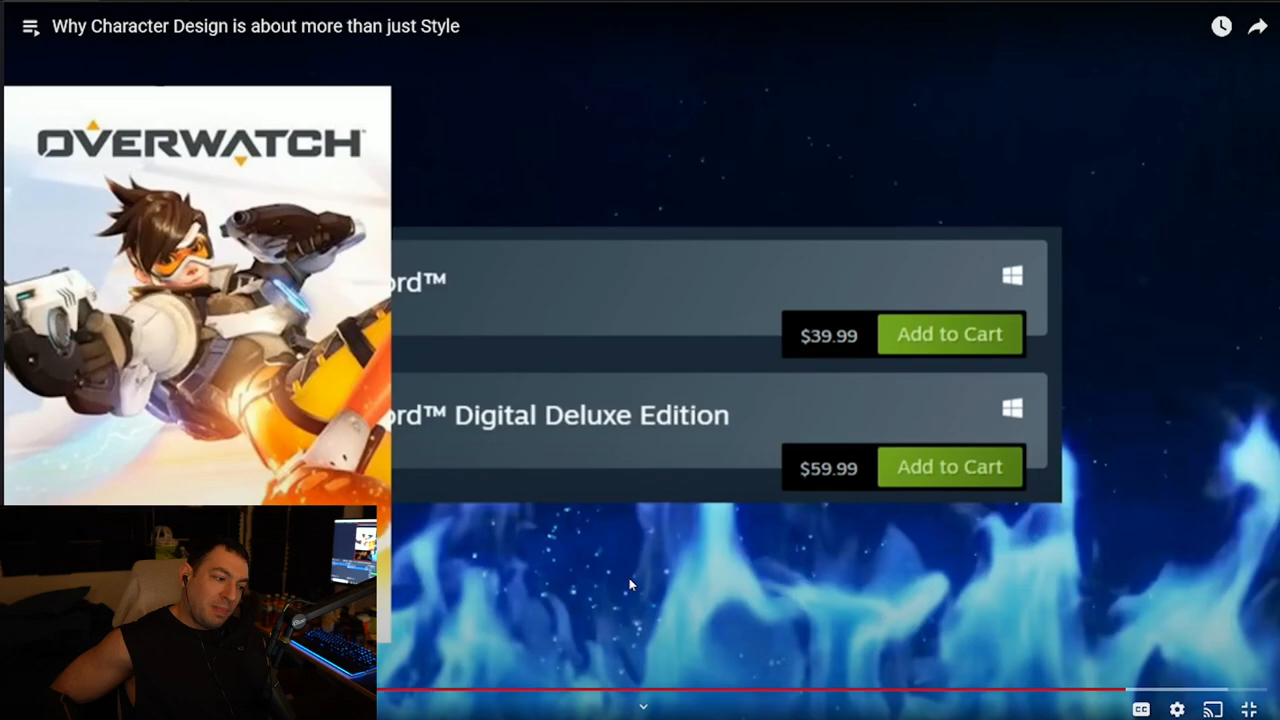 Why Character Design is about more than just Style
OVERWATCH
ord™
$39.99 Add to Cart
ord™ Digital Deluxe Edition
$59.99 Add to Cart
CC